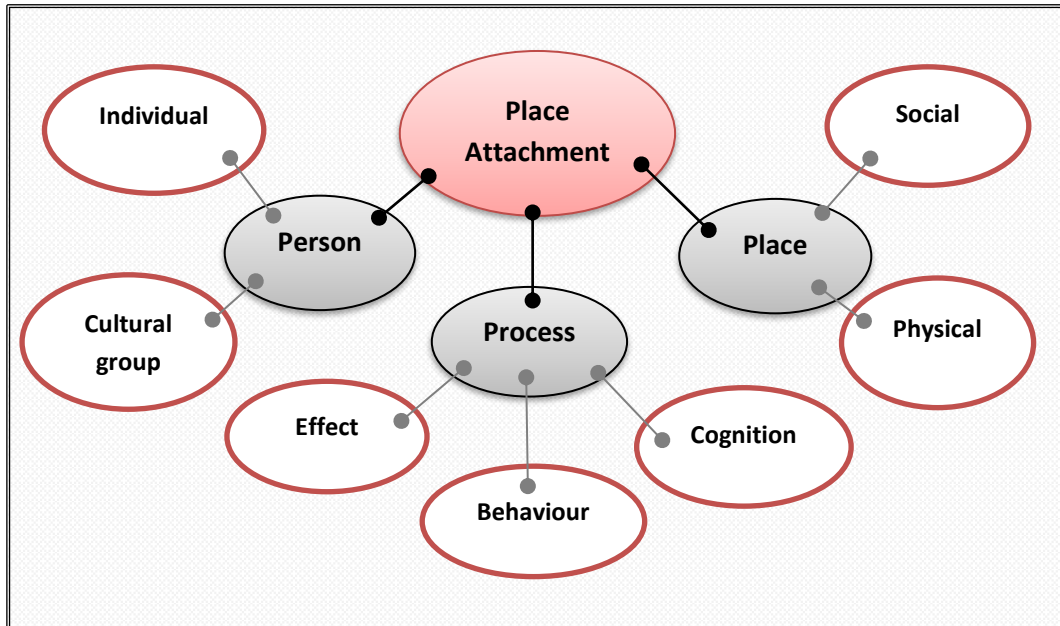 Place
Attachment
Individual
Social
Person
Place
Cultural
group
Process
Physical
Effect
Cognition
Behaviour